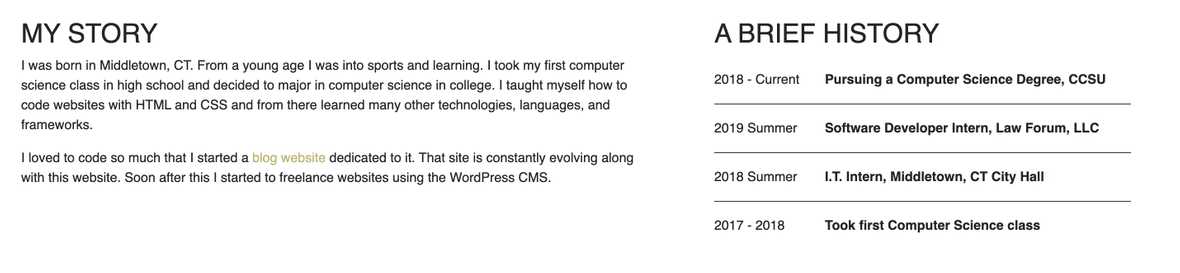 MY STORY
I was born in Middletown, CT. From a young age I was into sports and learning. I took my first computer
science class in high school and decided to major in computer science in college. I taught myself how to
code websites with HTML and CSS and from there learned many other technologies, languages, and
frameworks.
I loved to code so much that I started a blog website dedicated to it. That site is constantly evolving along
with this website. Soon after this I started to freelance websites using the WordPress CMS.
A BRIEF HISTORY
2018 - Current Pursuing a Computer Science Degree, CCSU
2019 Summer Software Developer Intern, Law Forum, LLC
2018 Summer I.T. Intern, Middletown, CT City Hall
2017 - 2018 Took first Computer Science class